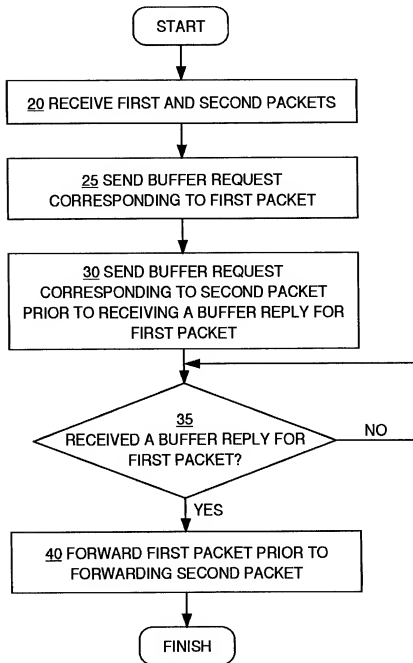 START
20 RECEIVE FIRST AND SECOND PACKETS
25 SEND BUFFER REQUEST
CORRESPONDING TO FIRST PACKET
30 SEND BUFFER REQUEST
CORRESPONDING TO SECOND PACKET
PRIOR TO RECEIVING A BUFFER REPLY FOR
FIRST PACKET
35
RECEIVED A BUFFER REPLY FOR
FIRST PACKET?
NO
YES
40 FORWARD FIRST PACKET PRIOR TO
FORWARDING SECOND PACKET
FINISH